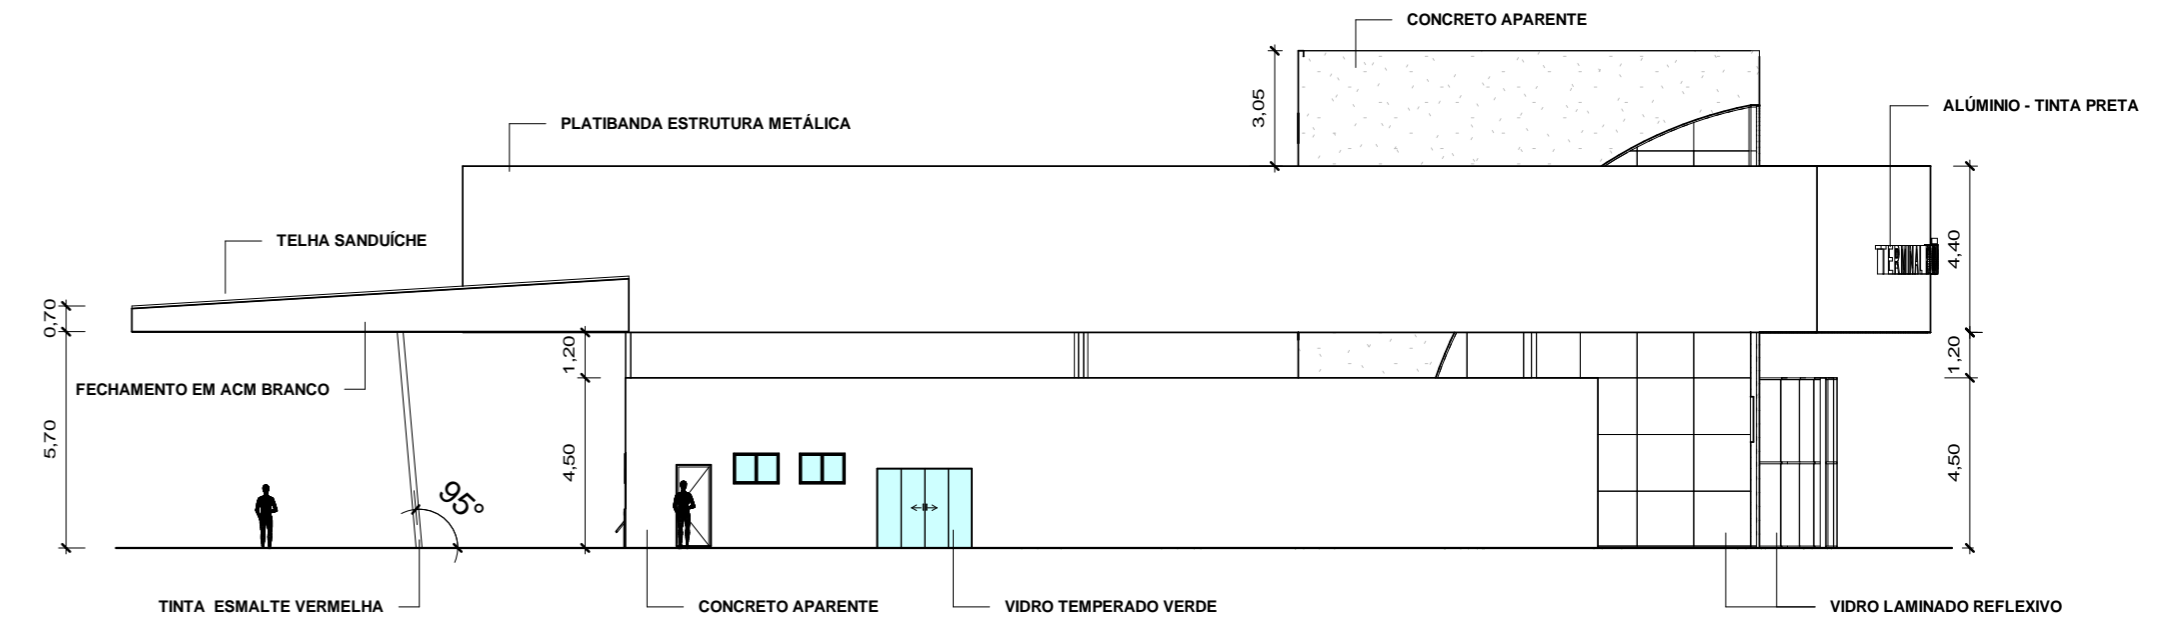 CONCRETO APARENTE
3,05
ALÚMINIO - TINTA PRETA
PLATIBANDA ESTRUTURA METÁLICA
TELHA SANDUÍCHE
4,40
0,70
1,20
1,20
FECHAMENTO EM ACM BRANCO
5,70
4,50
4,50
95°
TINTA ESMALTE VERMELHA
CONCRETO APARENTE
VIDRO TEMPERADO VERDE
VIDRO LAMINADO REFLEXIVO